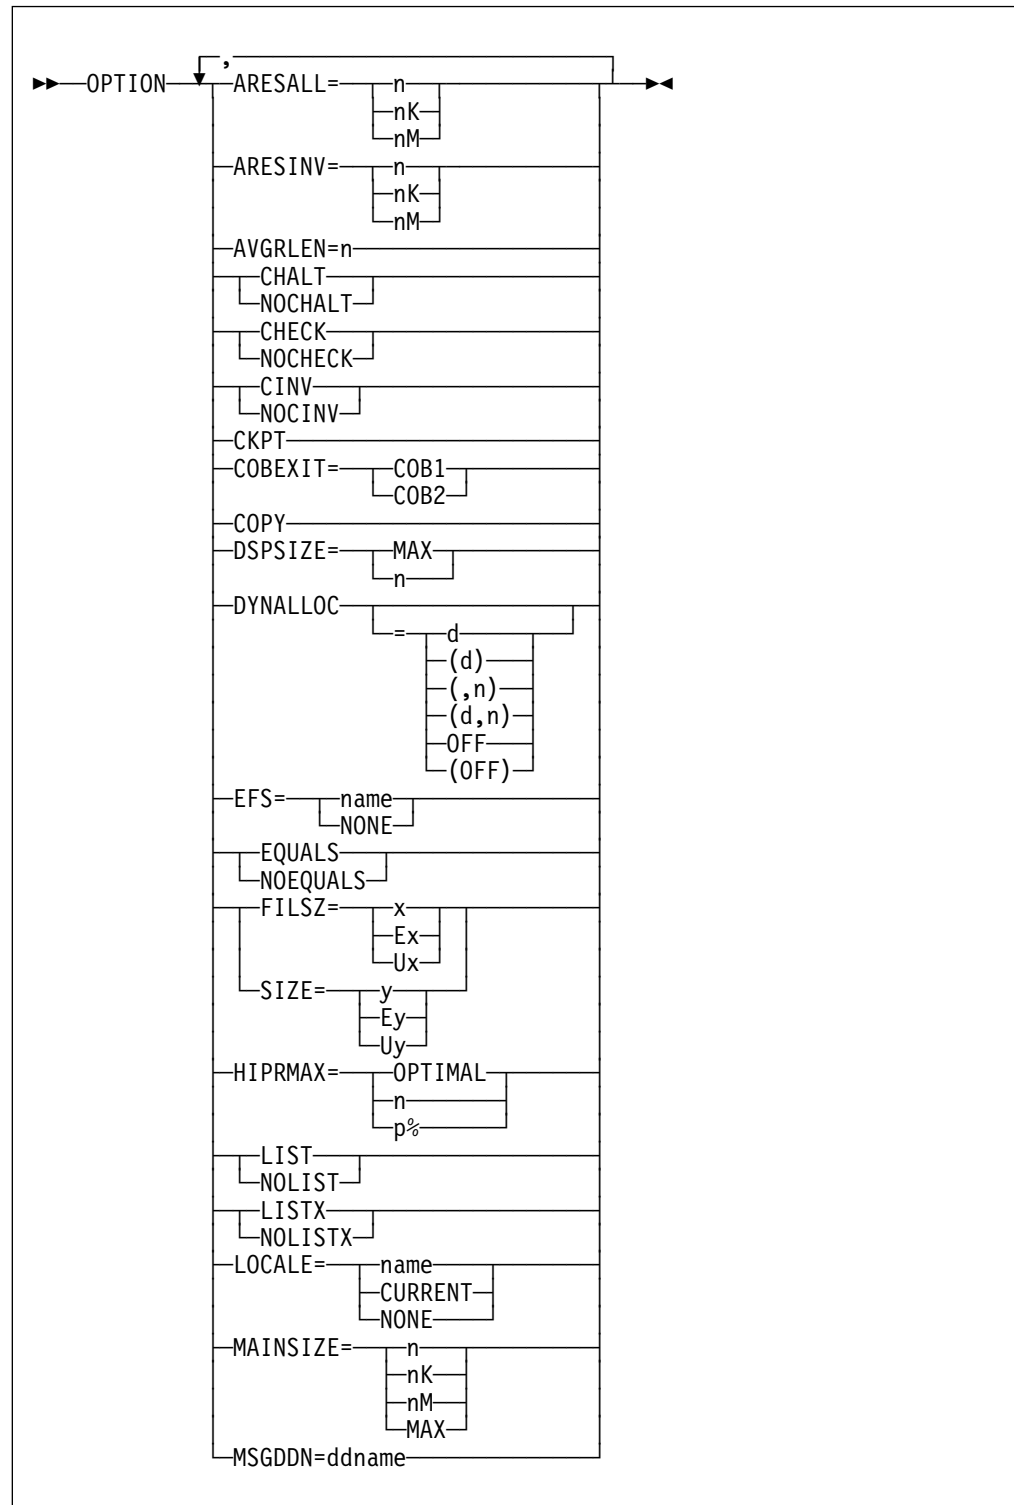 ,
OPTION ARESALL= n
nK
nM
ARESINV= n
nK
nM
AVGRLEN=n
CHALT
NOCHALT
CHECK
NOCHECK
CINV
NOCINV
CKPT
COBEXIT= COB1
COB2
COPY
DSPSIZE= MAX
n
DYNALLOC
= d
(d)
(,n)
(d,n)
OFF
(OFF)
EFS= name
NONE
EQUALS
NOEQUALS
FILSZ= x
Ex
Ux
SIZE= y
Ey
Uy
HIPRMAX= OPTIMAL
n
p%
LIST
NOLIST
LISTX
NOLISTX
LOCALE= name
CURRENT
NONE
MAINSIZE= n
nK
nM
MAX
MSGDDN=ddname